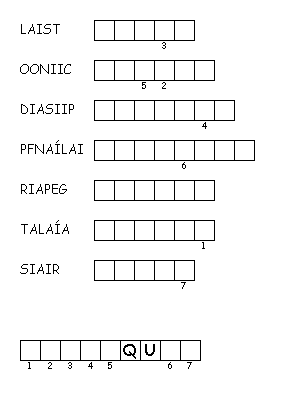 LAIST
3
OONIIC
5 2
DIASIIP
4
PFNAÍLAI
6
RIAPEG
TALAÍA
1
SIAIR
7
QU
1 2 3 4 5 6 7